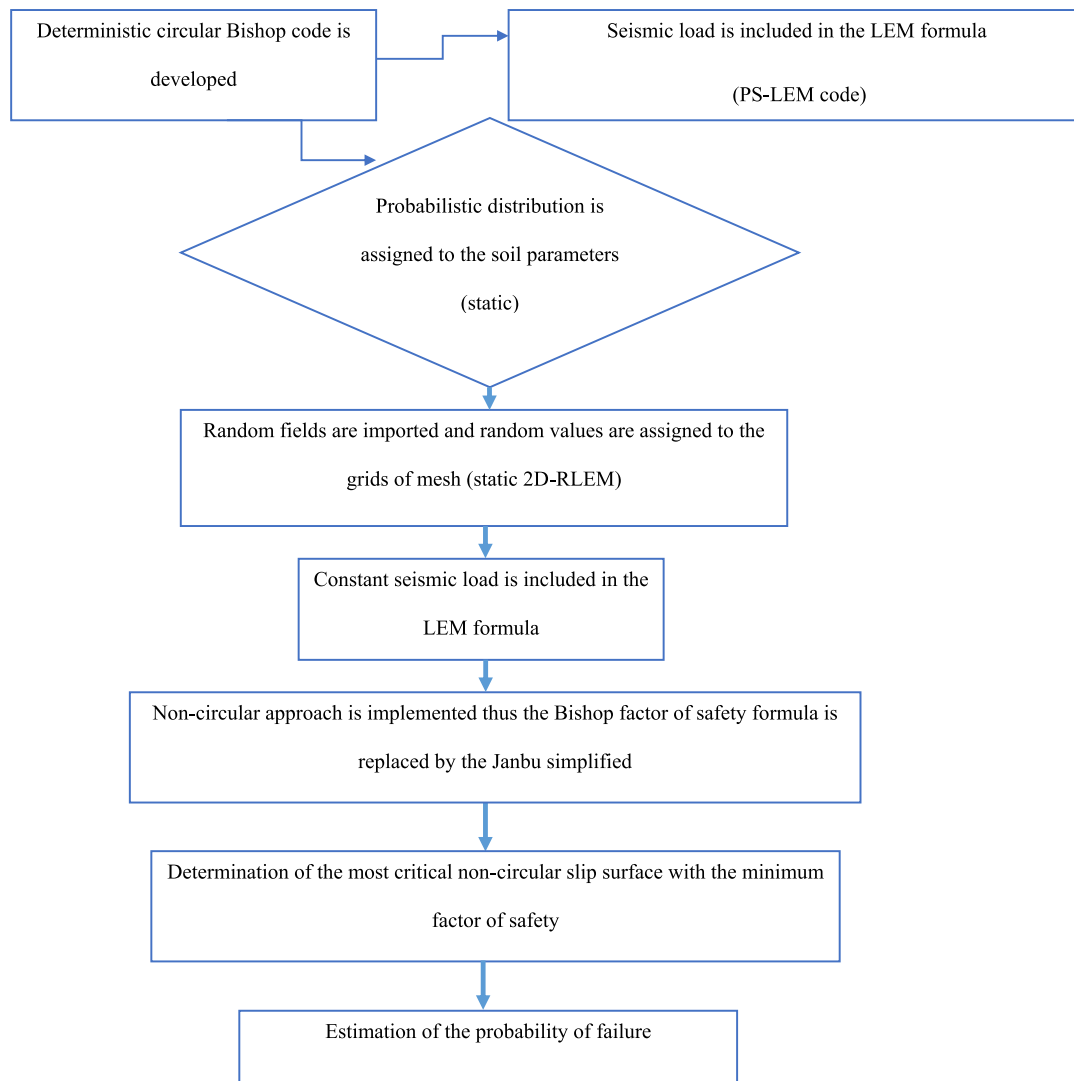 Deterministic circular Bishop code is
developed
Seismic load is included in the LEM formula
(PS-LEM code)
Probabilistic distribution is
assigned to the soil parameters
(static)
Random fields are imported and random values are assigned to the
grids of mesh (static 2D-RLEM)
Constant seismic load is included in the
LEM formula
Non-circular approach is implemented thus the Bishop factor of safety formula is
replaced by the Janbu simplified
Determination of the most critical non-circular slip surface with the minimum
factor of safety
Estimation of the probability of failure